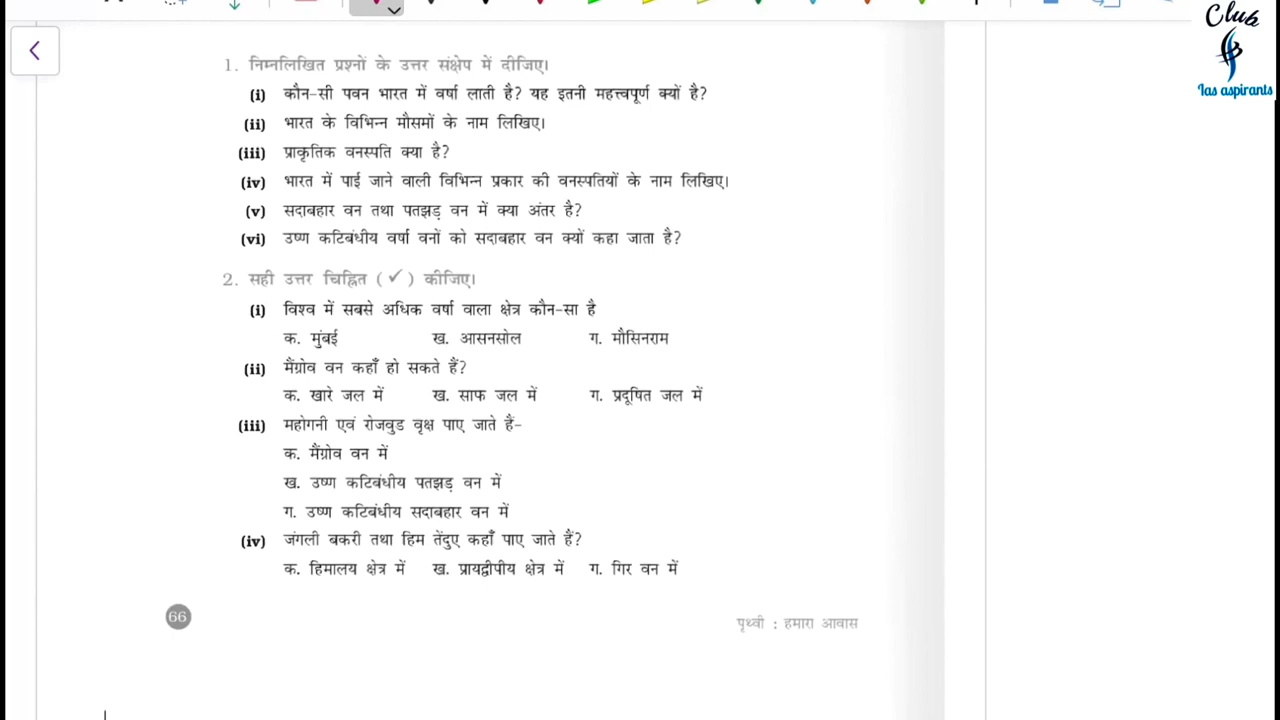 Club
Ias aspirants
1. निम्नलिखित प्रश्नों के उत्तर संक्षेप में दीजिए।
(i) कौन-सी पवन भारत में वर्षा लाती है? यह इतनी महत्त्वपूर्ण क्यों है?
(ii) भारत के विभिन्न मौसमों के नाम लिखिए।
(iii) प्राकृतिक वनस्पति क्या है?
(iv) भारत में पाई जाने वाली विभिन्न प्रकार की वनस्पतियों के नाम लिखिए।
(v) सदाबहार वन तथा पतझड़ वन में क्या अंतर है?
(vi) उष्ण कटिबंधीय वर्षा वनों को सदाबहार वन क्यों कहा जाता है?
2. सही उत्तर चिह्नित (✓) कीजिए।
(i) विश्व में सबसे अधिक वर्षा वाला क्षेत्र कौन-सा है
क. मुंबई ख. आसनसोल ग. मौसिनराम
(ii) मैंग्रोव वन कहाँ हो सकते हैं?
क. खारे जल में ख. साफ जल में ग. प्रदूषित जल में
(iii) महोगनी एवं रोजवुड वृक्ष पाए जाते हैं-
क. मैंग्रोव वन में
ख. उष्ण कटिबंधीय पतझड़ वन में
ग. उष्ण कटिबंधीय सदाबहार वन में
(iv) जंगली बकरी तथा हिम तेंदुए कहाँ पाए जाते हैं?
क. हिमालय क्षेत्र में ख. प्रायद्वीपीय क्षेत्र में ग. गिर वन में
66
पृथ्वी : हमारा आवास